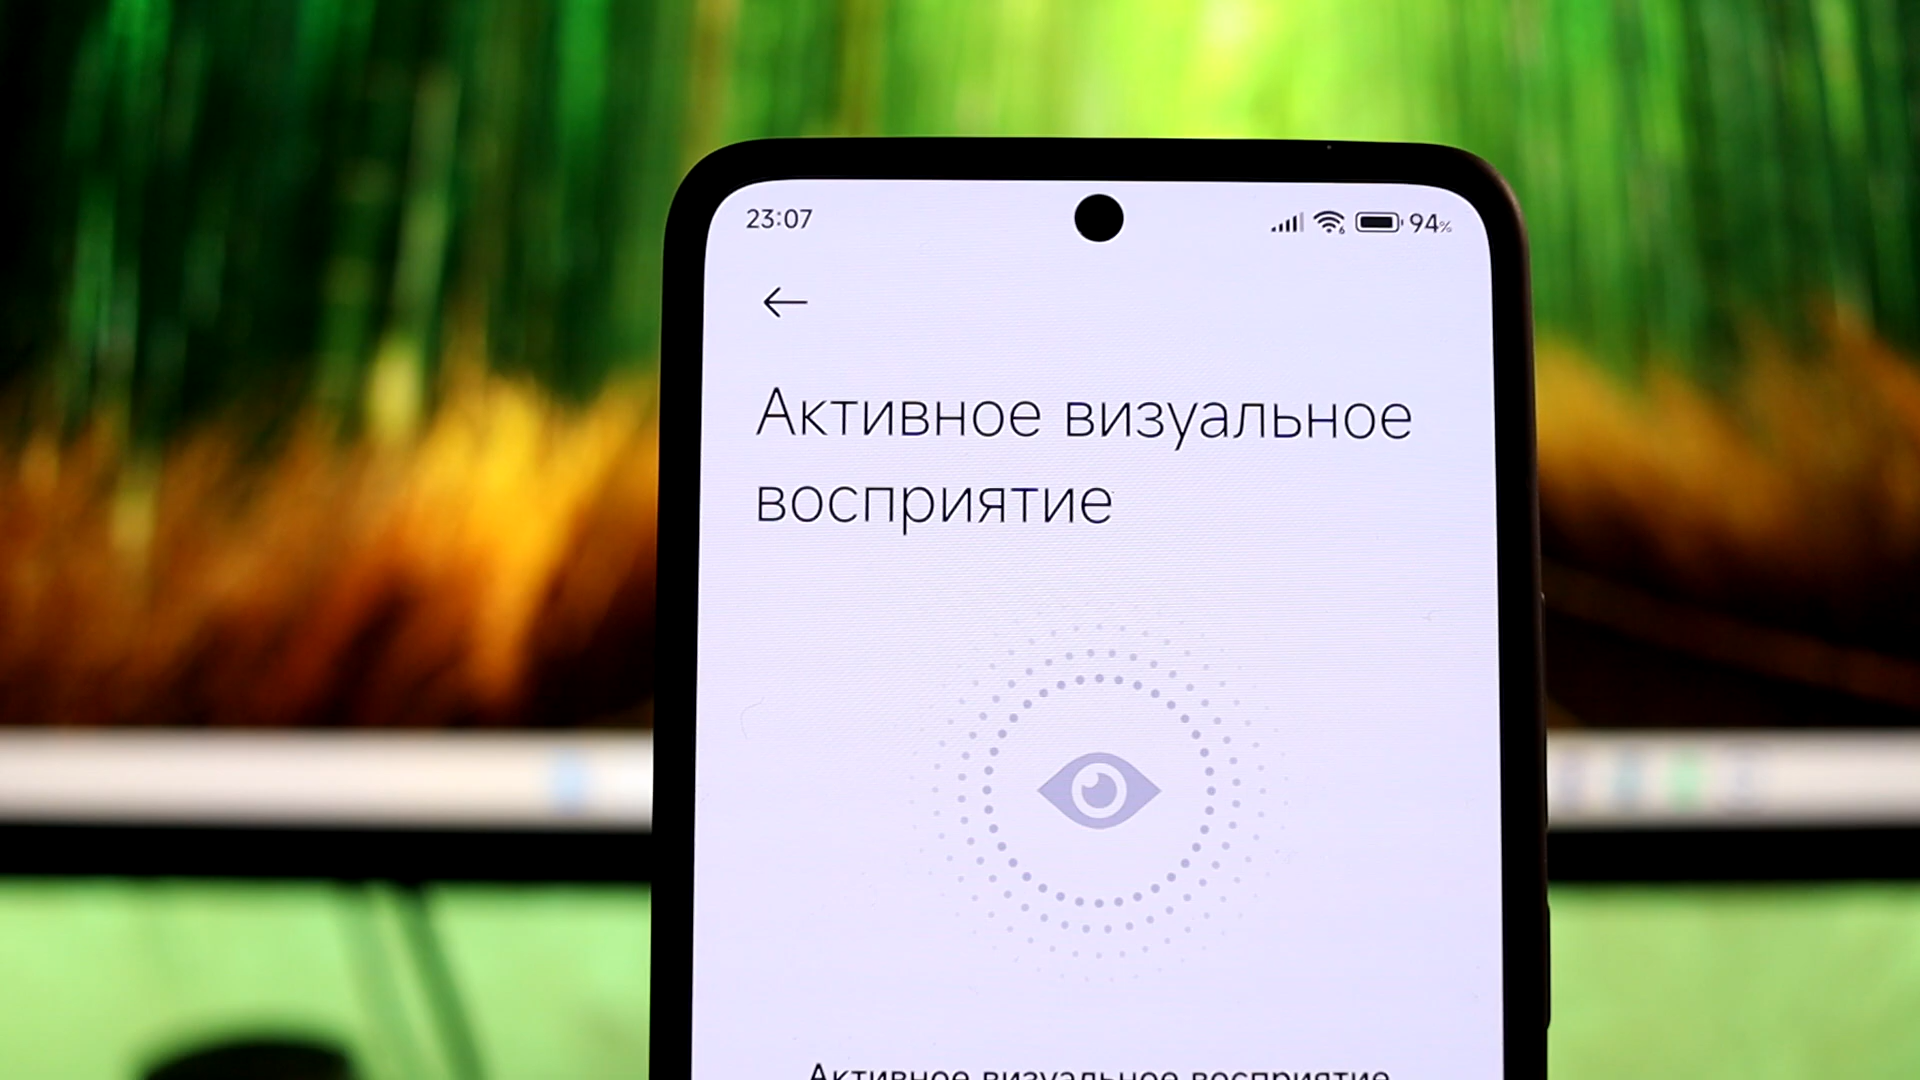 23:07 94%
Активное визуальное
восприятие
Активное визуальное восприятие